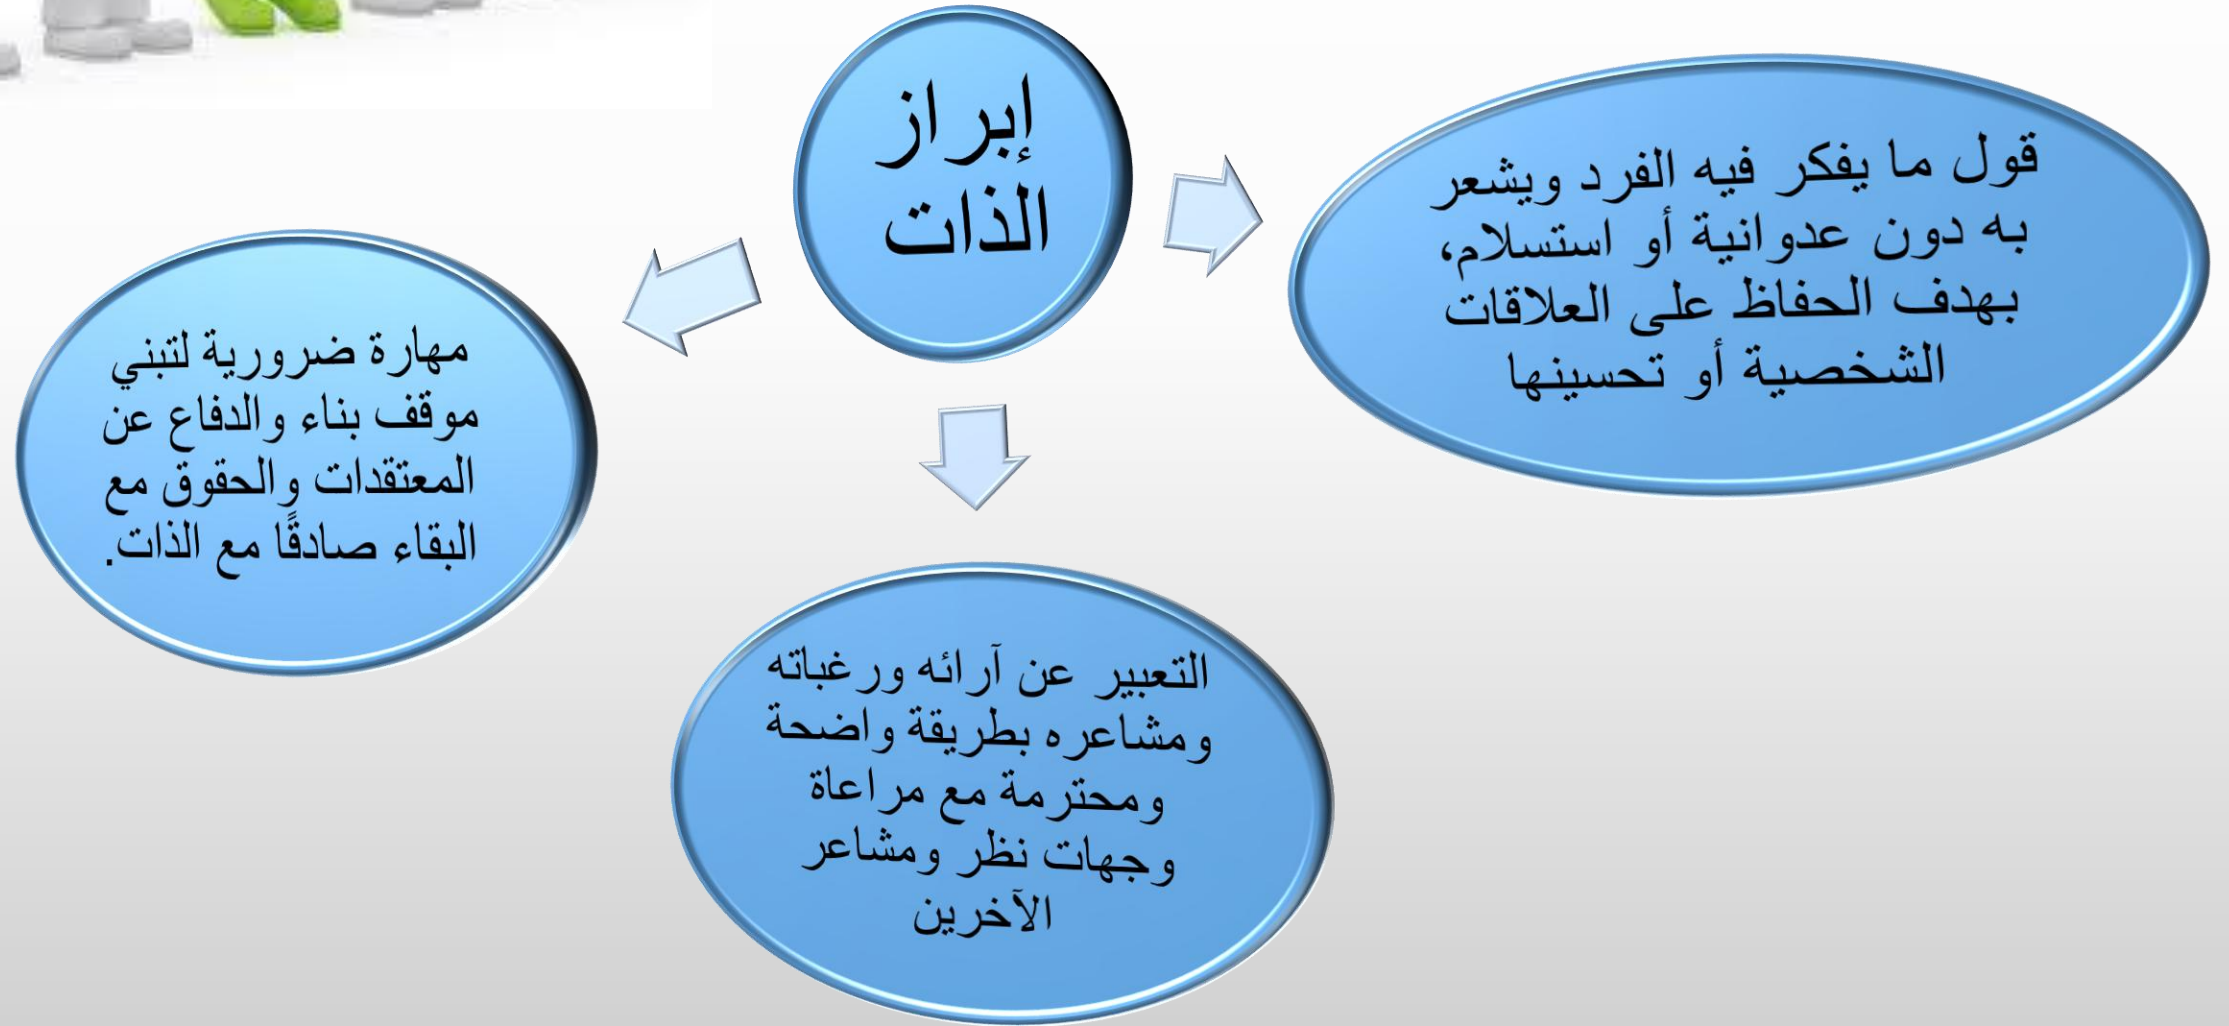 إبراز
الذات
قول ما يفكر فيه الفرد ويشعر
به دون عدوانية أو استسلام،
بهدف الحفاظ على العلاقات
الشخصية أو تحسينها
التعبير عن آرائه ورغباته
ومشاعره بطريقة واضحة
ومحترمة مع مراعاة
وجهات نظر ومشاعر
الآخرين
مهارة ضرورية لتبني
موقف بناء والدفاع عن
المعتقدات والحقوق مع
البقاء صادقًا مع الذات.